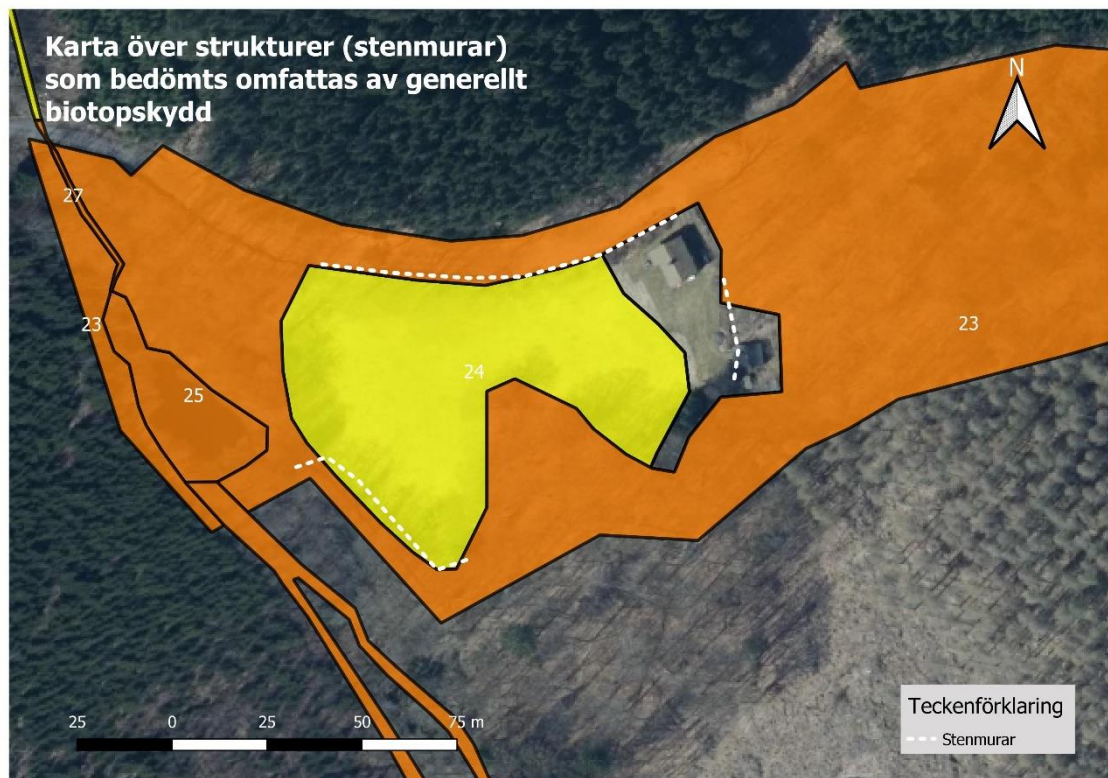 Karta över strukturer (stenmurar)
som bedömts omfattas av generellt
biotopskydd
N
27
23
23
24
25
25 0 25 50 75 m
Teckenförklaring
Stenmurar